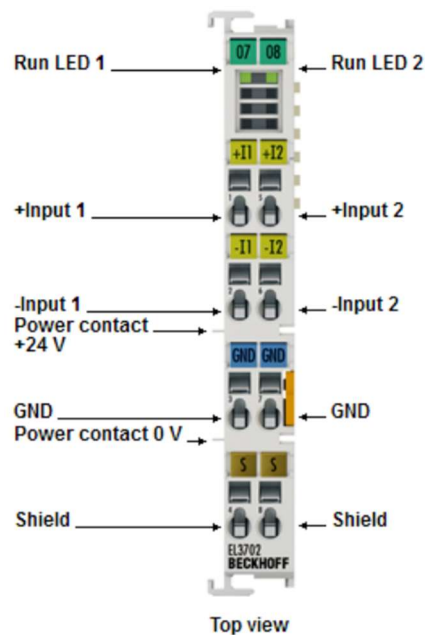 07 08
Run LED 1
Run LED 2
+I1 +I2
1 5
+Input 1
+Input 2
-I1 -I2
2 6
-Input 1
-Input 2
Power contact
+24 V
GND GND
3 7
GND
GND
Power contact 0 V
S S
4 8
Shield
Shield
EL3702
BECKHOFF
Top view